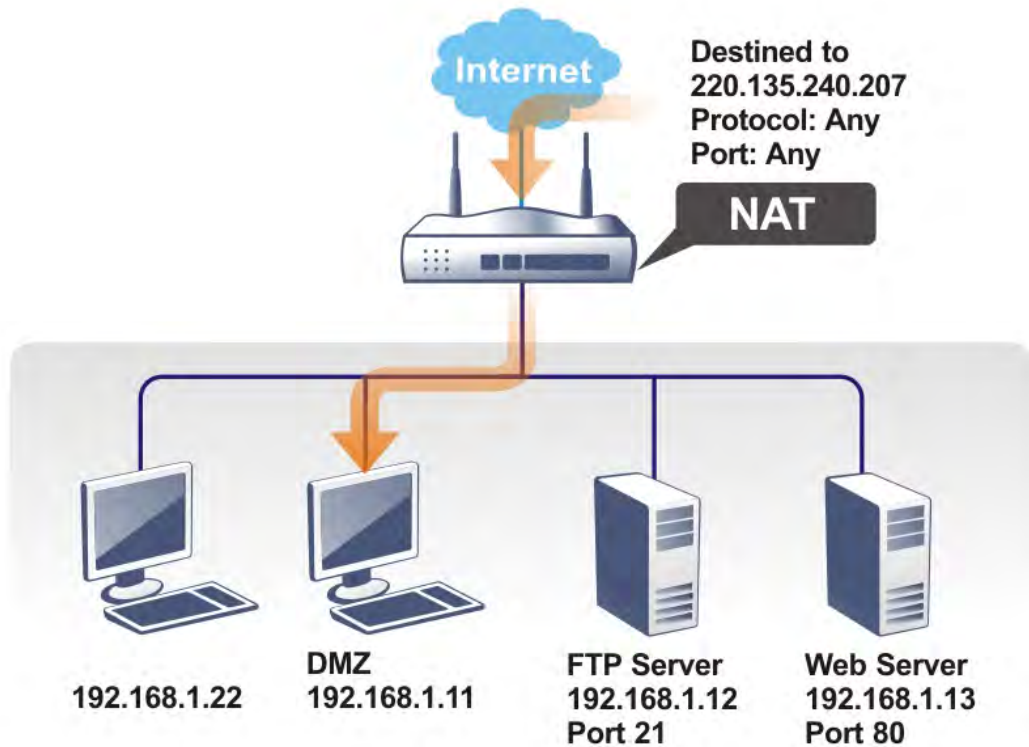 Internet
Destined to
220.135.240.207
Protocol: Any
Port: Any
NAT
192.168.1.22
DMZ
192.168.1.11
FTP Server
192.168.1.12
Port 21
Web Server
192.168.1.13
Port 80